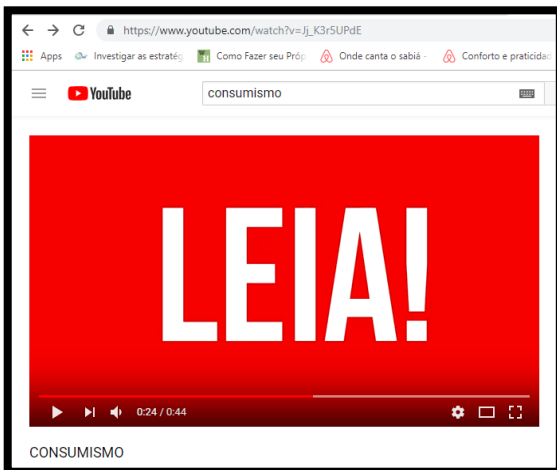 https://www.youtube.com/watch?v=Jj_K3r5UPdE
Apps Investigar as estratég Como Fazer seu Próp Onde canta o sabiá - Conforto e praticidad
YouTube consumismo
LEIA!
0:24 / 0:44
CONSUMISMO